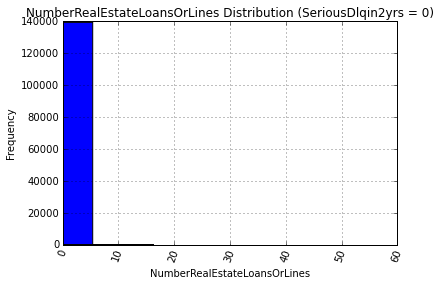 NumberRealEstateLoansOrLines Distribution (SeriousDlqin2yrs = 0)
140000
120000
100000
80000
60000
40000
20000
0
Frequency
0 10 20 30 40 50 60
NumberRealEstateLoansOrLines